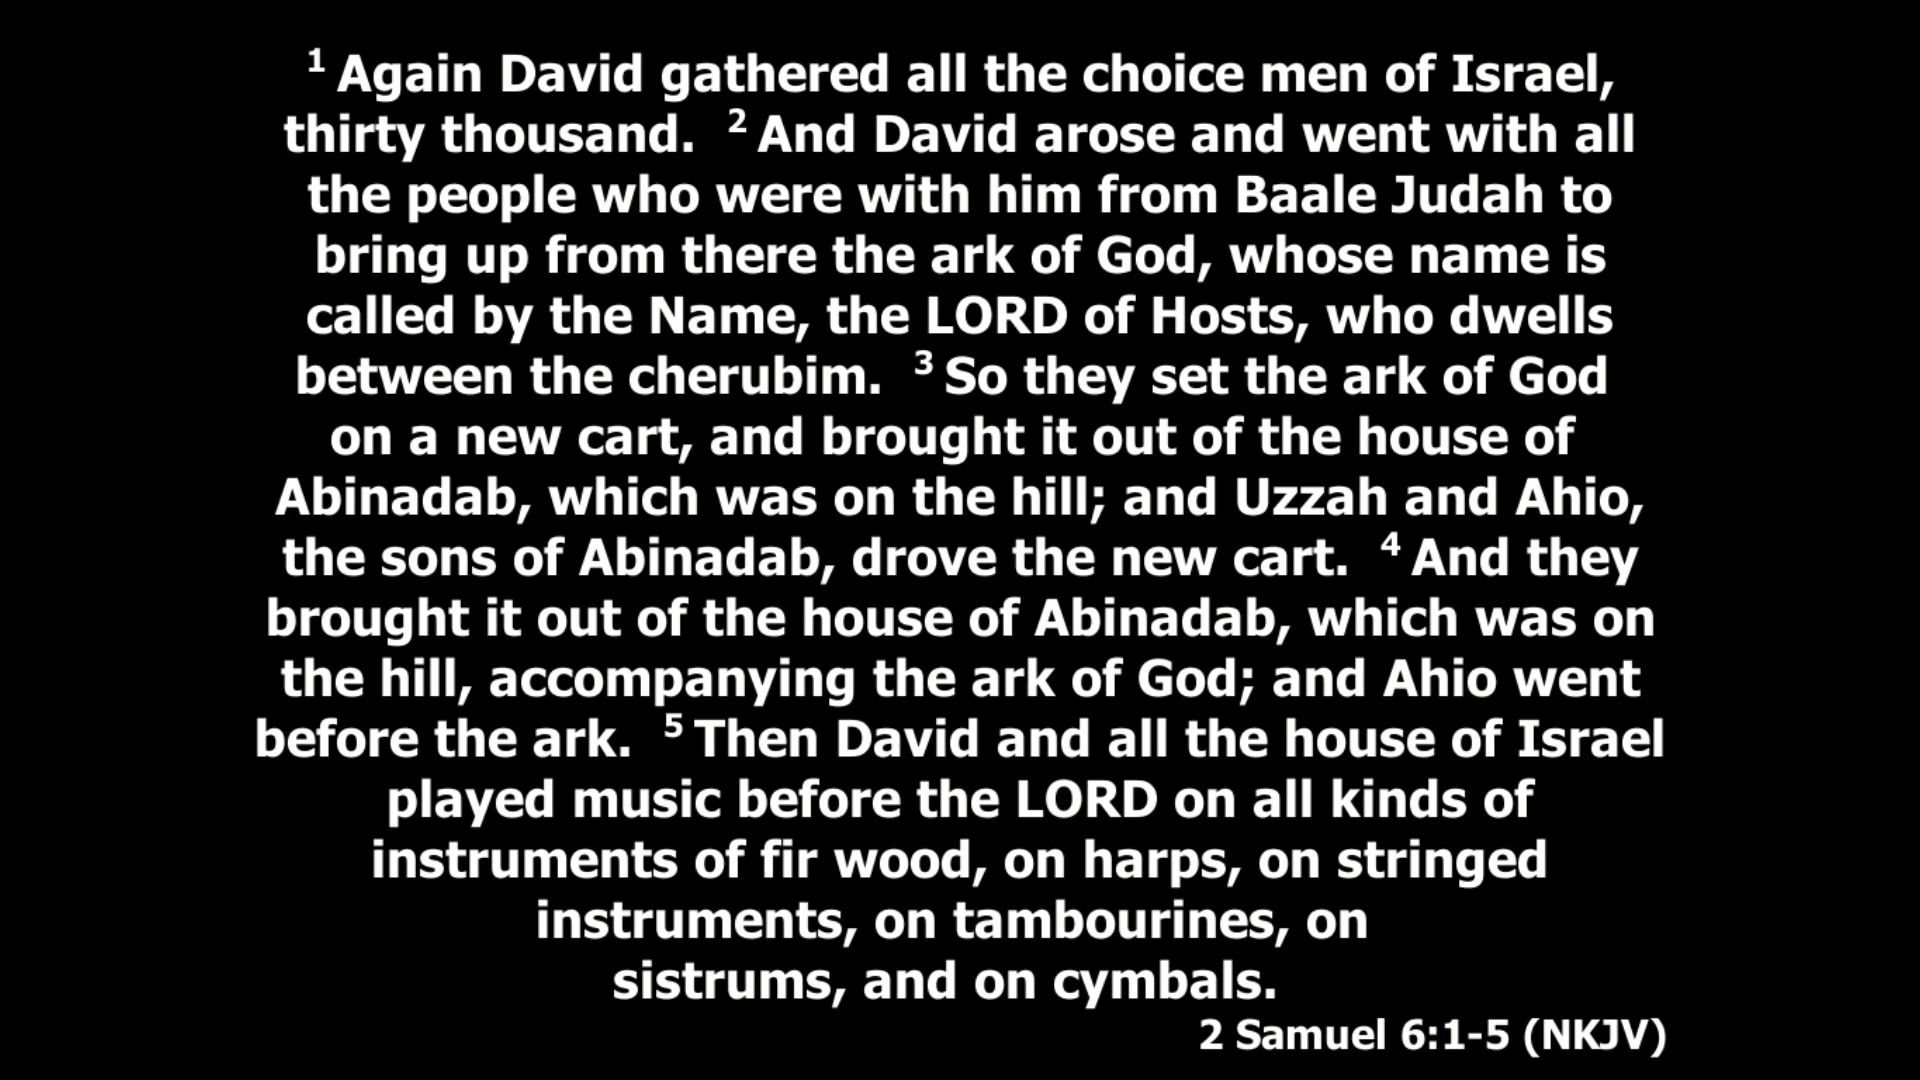 1 Again David gathered all the choice men of Israel,
thirty thousand. 2 And David arose and went with all
the people who were with him from Baale Judah to
bring up from there the ark of God, whose name is
called by the Name, the LORD of Hosts, who dwells
between the cherubim. 3 So they set the ark of God
on a new cart, and brought it out of the house of
Abinadab, which was on the hill; and Uzzah and Ahio,
the sons of Abinadab, drove the new cart. 4 And they
brought it out of the house of Abinadab, which was on
the hill, accompanying the ark of God; and Ahio went
before the ark. 5 Then David and all the house of Israel
played music before the LORD on all kinds of
instruments of fir wood, on harps, on stringed
instruments, on tambourines, on
sistrums, and on cymbals.
2 Samuel 6:1-5 (NKJV)